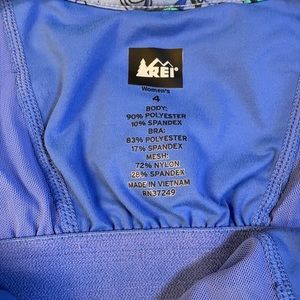 REI
Women's
4
BODY:
90% POLYESTER
10% SPANDEX
BRA:
83% POLYESTER
17% SPANDEX
MESH:
72% NYLON
28% SPANDEX
MADE IN VIETNAM
RN37249